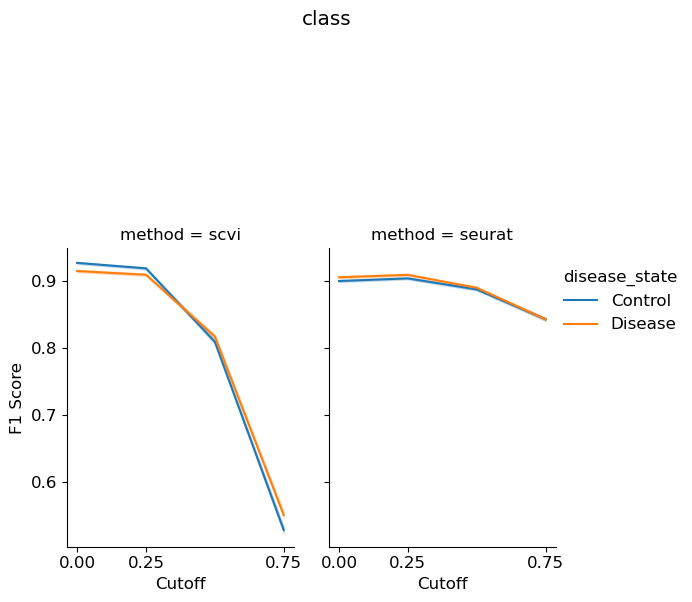 class
method = scvi
method = seurat
disease_state
Control
Disease
F1 Score
0.9
0.8
0.7
0.6
0.00 0.25 0.75
0.00 0.25 0.75
Cutoff
Cutoff